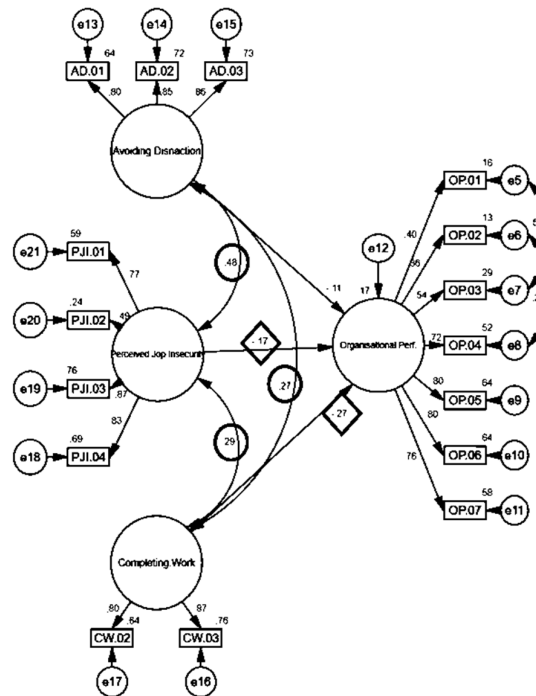 e13 e14 e15
64 72 73
AD.01 AD.02 AD.03
.80 .85 86
Avoiding Disnaction
59
e21 PJI.01
77
.24
e20 PJI.02
49
Perceived Jop Insecurity
76
e19 PJI.03
.87
83
.69
e18 PJI.04
.48
- 17
.27
29
- 11
- 27
e12
17
Organisational Perf.
16
OP.01 e5
.40
13
OP.02 e6
29
OP.03 e7
54
52
OP.04 e8
72
64
OP.05 e9
80
64
OP.06 e10
80
58
OP.07 e11
76
Completing.Work
.80 97
.64 .76
CW.02 CW.03
e17 e16